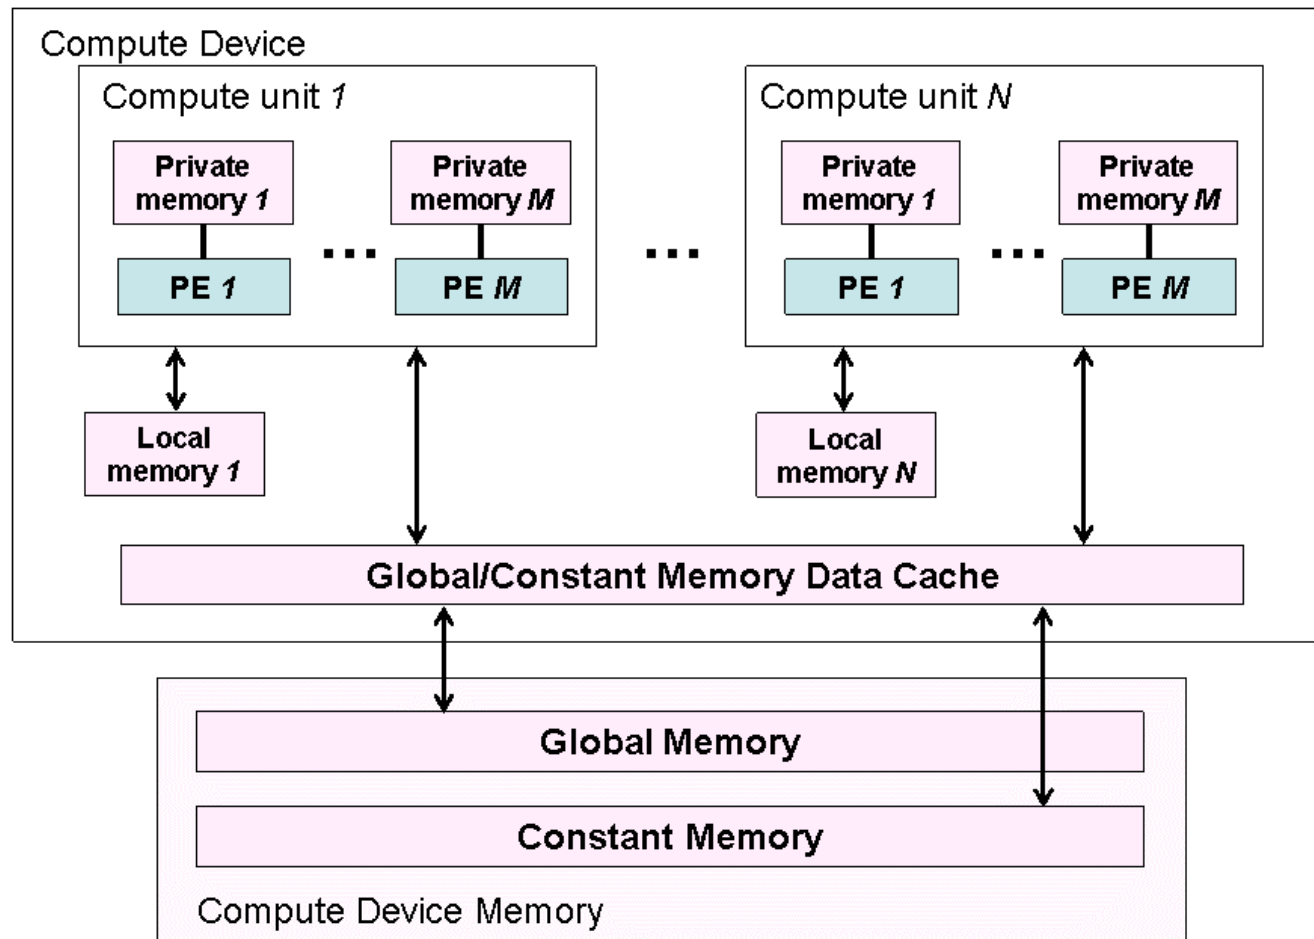 Compute Device
Compute unit 1
Compute unit N
Private
memory 1
Private
memory M
Private
memory 1
Private
memory M
...
...
...
PE 1
PE M
PE 1
PE M
Local
memory 1
Local
memory N
Global/Constant Memory Data Cache
Global Memory
Constant Memory
Compute Device Memory